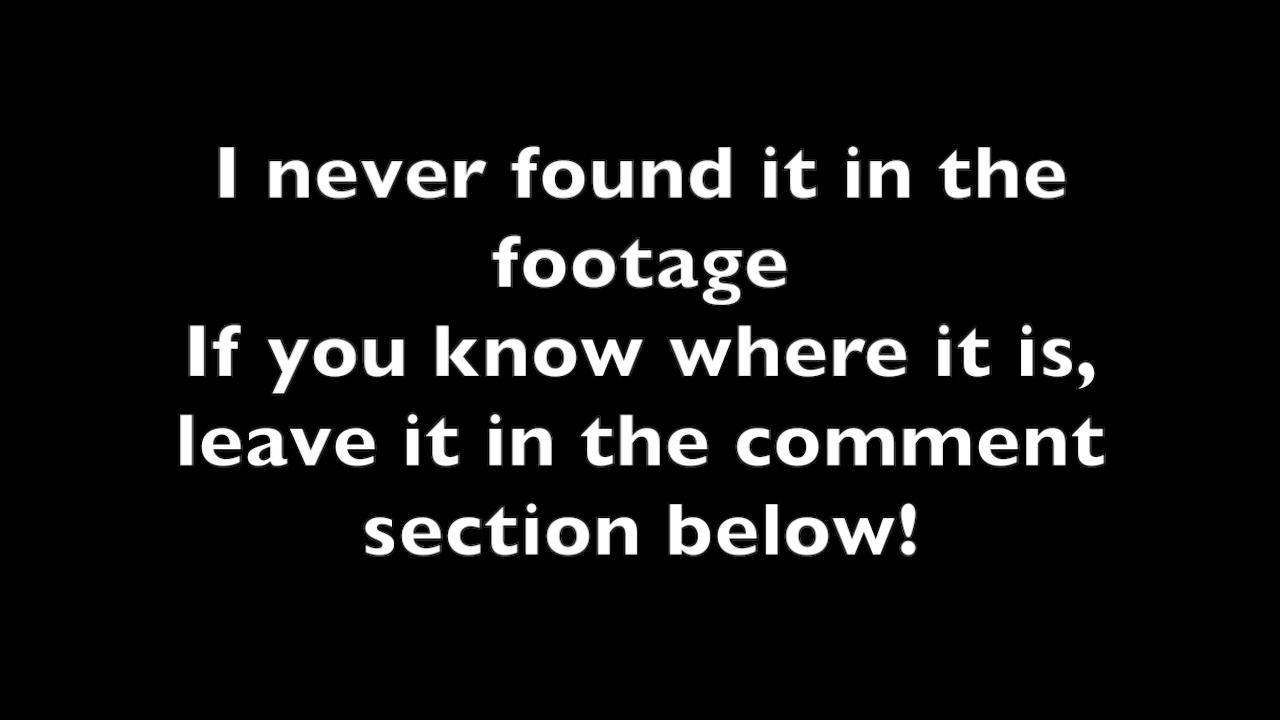 I never found it in the
footage
If you know where it is,
leave it in the comment
section below!